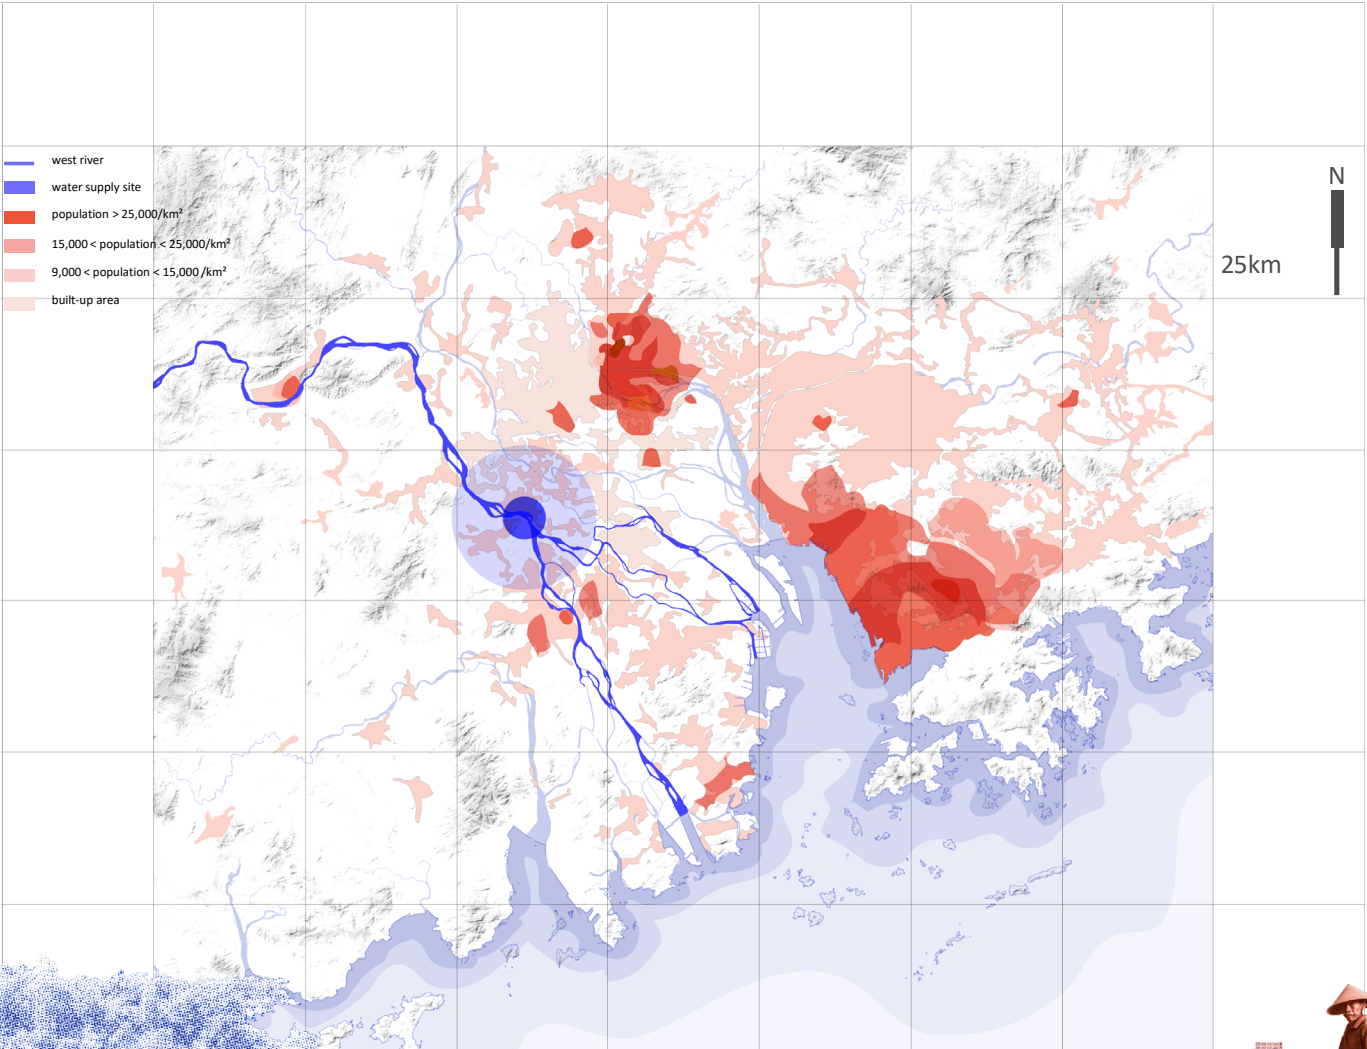 west river
water supply site
population > 25,000/km²
15,000 < population < 25,000/km²
9,000 < population < 15,000/km²
built-up area
N
25km